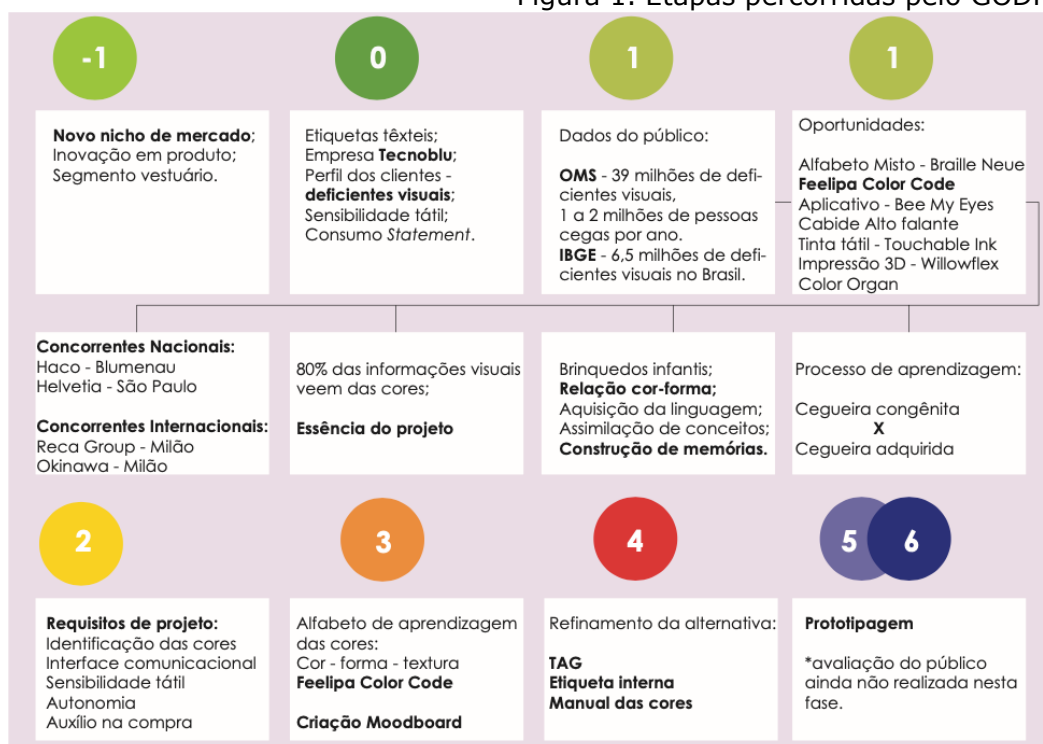 Figura 1: Etapas percorridas pelo GODP
-1
0
1
1
Novo nicho de mercado;
Inovação em produto;
Segmento vestuário.
Etiquetas têxteis;
Empresa Tecnoblu;
Perfil dos clientes -
deficientes visuais;
Sensibilidade tátil;
Consumo Statement.
Dados do público:
OMS - 39 milhões de defi-
cientes visuais,
1 a 2 milhões de pessoas
cegas por ano.
IBGE - 6,5 milhões de defi-
cientes visuais no Brasil.
Oportunidades:
Alfabeto Misto - Braille Neue
Feelipa Color Code
Aplicativo - Bee My Eyes
Cabide Alto falante
Tinta tátil - Touchable Ink
Impressão 3D - Willowflex
Color Organ
Concorrentes Nacionais:
Haco - Blumenau
Helvetia - São Paulo
Concorrentes Internacionais:
Reca Group - Milão
Okinawa - Milão
80% das informações visuais
veem das cores;
Essência do projeto
Brinquedos infantis;
Relação cor-forma;
Aquisição da linguagem;
Assimilação de conceitos;
Construção de memórias.
Processo de aprendizagem:
Cegueira congênita
X
Cegueira adquirida
2
3
4
5
6
Requisitos de projeto:
Identificação das cores
Interface comunicacional
Sensibilidade tátil
Autonomia
Auxílio na compra
Alfabeto de aprendizagem
das cores:
Cor - forma - textura
Feelipa Color Code
Criação Moodboard
Refinamento da alternativa:
TAG
Etiqueta interna
Manual das cores
Prototipagem
*avaliação do público
ainda não realizada nesta
fase.